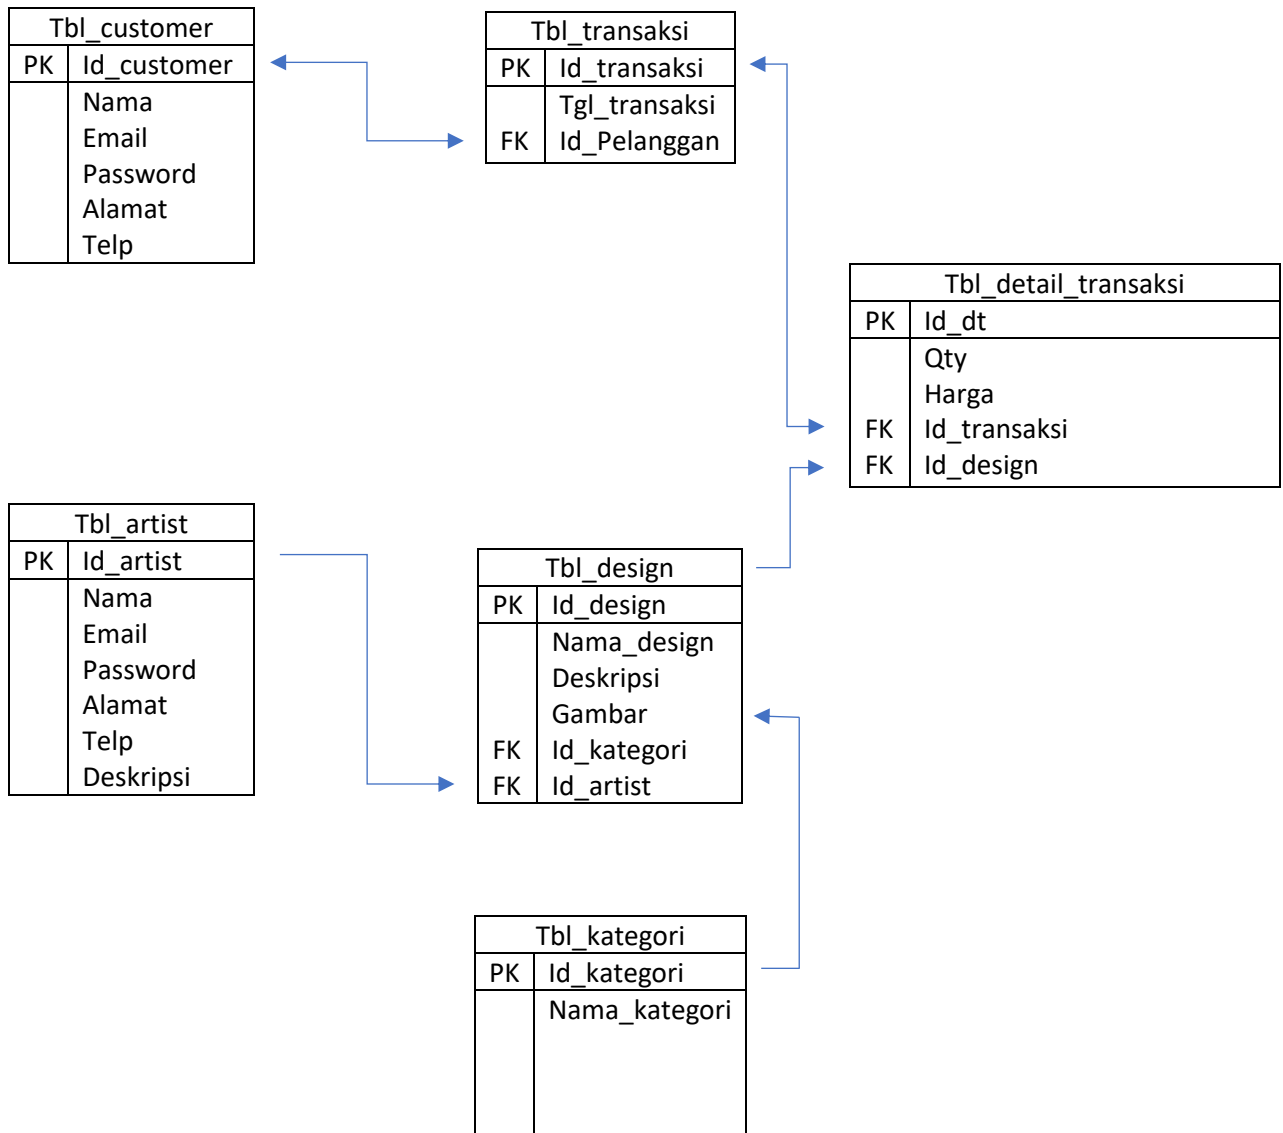 Tbl_customer
PK Id_customer
Nama
Email
Password
Alamat
Telp
Tbl_transaksi
PK Id_transaksi
Tgl_transaksi
FK Id_Pelanggan
Tbl_detail_transaksi
PK Id_dt
Qty
Harga
FK Id_transaksi
FK Id_design
Tbl_artist
PK Id_artist
Nama
Email
Password
Alamat
Telp
Deskripsi
Tbl_design
PK Id_design
Nama_design
Deskripsi
Gambar
FK Id_kategori
FK Id_artist
Tbl_kategori
PK Id_kategori
Nama_kategori